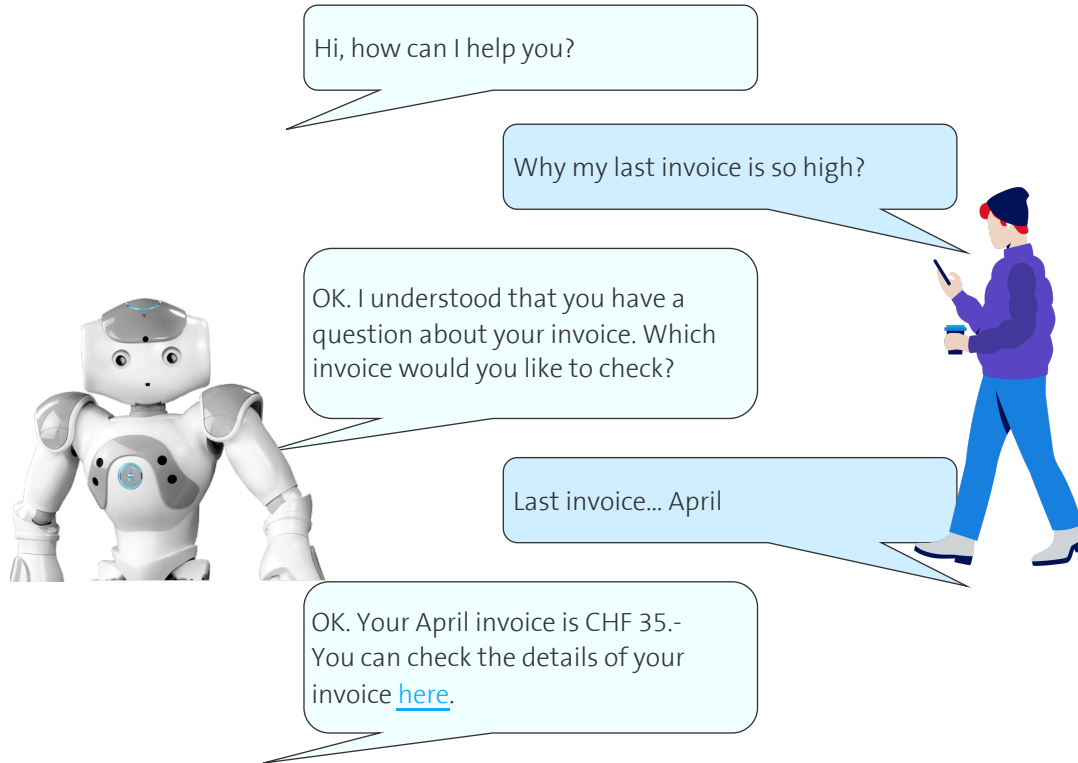 Hi, how can I help you?
Why my last invoice is so high?
OK. I understood that you have a
question about your invoice. Which
invoice would you like to check?
Last invoice... April
OK. Your April invoice is CHF 35.-
You can check the details of your
invoice here.